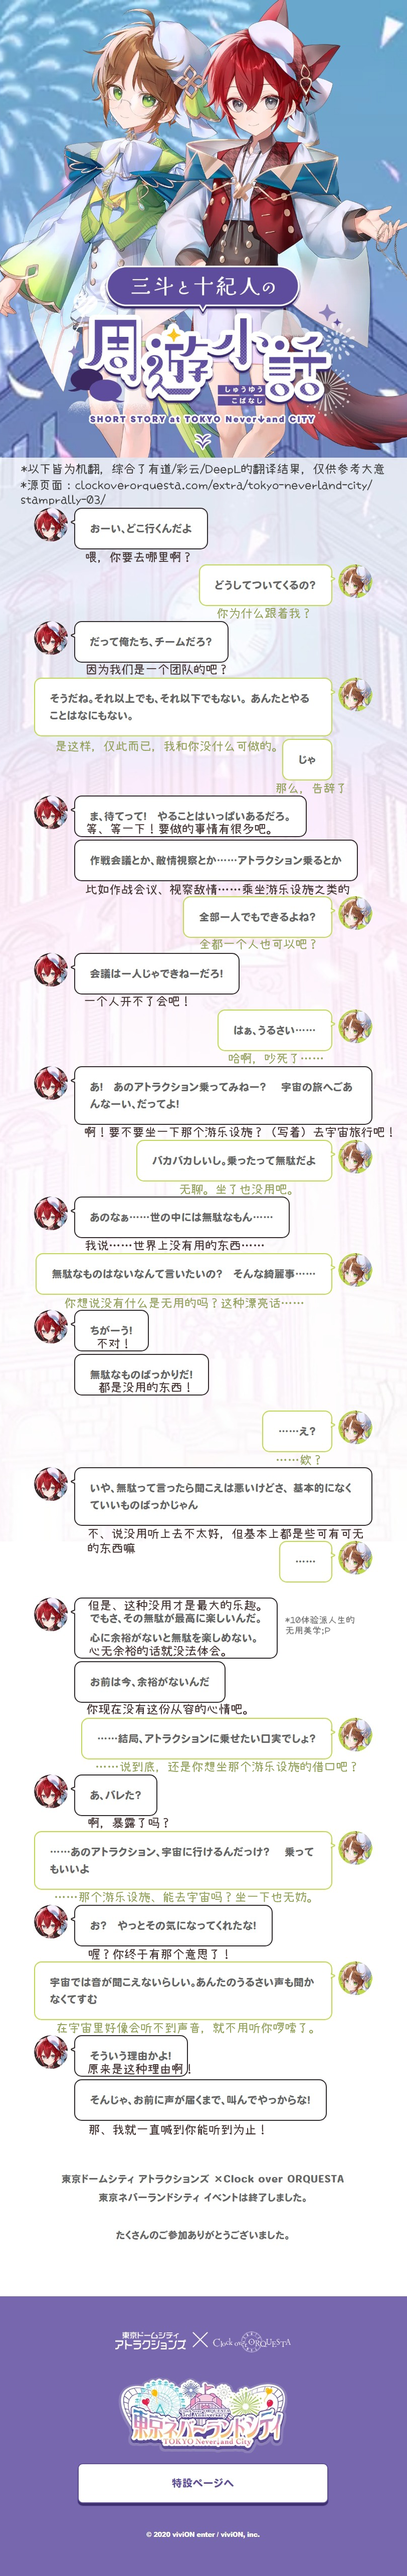 三斗と十紀人の
周遊小話
しゅうゆう
こばなし
SHORT STORY at TOKYO Never↓and CITY
*以下皆为机翻，综合了有道/彩云/DeepL的翻译结果，仅供参考大意
*源页面：clockoverorquesta.com/extra/tokyo-neverland-city/
stamprally-03/
おーい、どこ行くんだよ
喂，你要去哪里啊？
どうしてついてくるの?
你为什么跟着我？
だって俺たち、チームだろ?
因为我们是一个团队的吧？
そうだね。それ以上でも、それ以下でもない。あんたとやる
ことはなにもない。
是这样，仅此而已，我和你没什么可做的。
じゃ
那么，告辞了
ま、待てって!　やることはいっぱいあるだろ。
等、等一下！要做的事情有很多吧。
作戦会議とか、敵情視察とか……アトラクション乗るとか
比如作战会议、视察敌情……乘坐游乐设施之类的
全部一人でもできるよね?
全都一个人也可以吧？
会議は一人じゃできねーだろ!
一个人开不了会吧！
はぁ、うるさい……
哈啊，吵死了……
あ!　あのアトラクション乗ってみねー?　宇宙の旅へごあ
んなーい、だってよ!
啊！要不要坐一下那个游乐设施？（写着）去宇宙旅行吧！
バカバカしいし。乗ったって無駄だよ
无聊。坐了也没用吧。
あのなぁ……世の中には無駄なもん……
我说……世界上没有用的东西……
無駄なものはないなんて言いたいの?　そんな綺麗事……
你想说没有什么是无用的吗？这种漂亮话……
ちがーう!
不对！
無駄なものばっかりだ!
都是没用的东西！
……え?
……欸？
いや、無駄って言ったら聞こえは悪いけどさ、基本的になく
ていいものばっかじゃん
不、说没用听上去不太好，但基本上都是些可有可无
的东西嘛
……
但是、这种没用才是最大的乐趣。
でもさ、その無駄が最高に楽しいんだ。
心に余裕がないと無駄を楽しめない。
心无余裕的话就没法体会。
*10体验派人生的
无用美学;P
お前は今、余裕がないんだ
你现在没有这份从容的心情吧。
……結局、アトラクションに乗せたい口実でしょ?
……说到底，还是你想坐那个游乐设施的借口吧？
あ、バレた?
啊，暴露了吗？
……あのアトラクション、宇宙に行けるんだっけ?　乗って
もいいよ
……那个游乐设施、能去宇宙吗？坐一下也无妨。
お?　やっとその気になってくれたな!
喔？你终于有那个意思了！
宇宙では音が聞こえないらしい。あんたのうるさい声も聞か
なくてすむ
在宇宙里好像会听不到声音，就不用听你啰嗦了。
そういう理由かよ!
原来是这种理由啊！
そんじゃ、お前に声が届くまで、叫んでやっからな!
那、我就一直喊到你能听到为止！
東京ドームシティ アトラクションズ ×Clock over ORQUESTA
東京ネバーランドシティ イベントは終了しました。
たくさんのご参加ありがとうございました。
東京ドームシティ
アトラクションズ
Clock over ORQUESTA
東京ネバーランドシティ
TOKYO Never↓and City
特設ページへ
© 2020 viviON enter / viviON, inc.